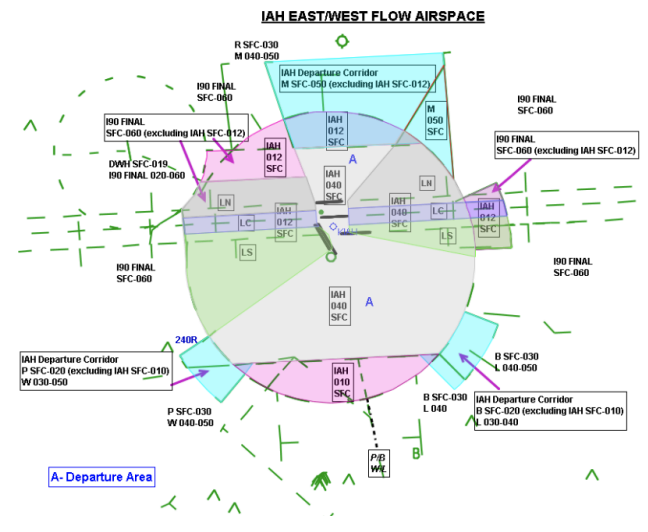 IAH EAST/WEST FLOW AIRSPACE
R SFC-030
M 040-050
IAH Departure Corridor
M SFC-050 (excluding IAH SFC-012)
I90 FINAL
SFC-060
I90 FINAL
SFC-060
I90 FINAL
SFC-060 (excluding IAH SFC-012)
M
050
SFC
IAH
012
SFC
I90 FINAL
SFC-060 (excluding IAH SFC-012)
IAH
012
SFC
A
DWH SFC-019
I90 FINAL 020-060
IAH
040
SFC
LN
LN
IAH
012
SFC
IAH
040
SFC
LC
LC
IAH
012
SFC
LS
LS
I90 FINAL
SFC-060
I90 FINAL
SFC-060
IAH
040
SFC
A
240R
IAH Departure Corridor
P SFC-020 (excluding IAH SFC-010)
W 030-050
B SFC-030
L 040-050
IAH
010
SFC
P SFC-030
W 040-050
B SFC-030
L 040
IAH Departure Corridor
B SFC-020 (excluding IAH SFC-010)
L 030-040
P/B
W/L
B
A- Departure Area